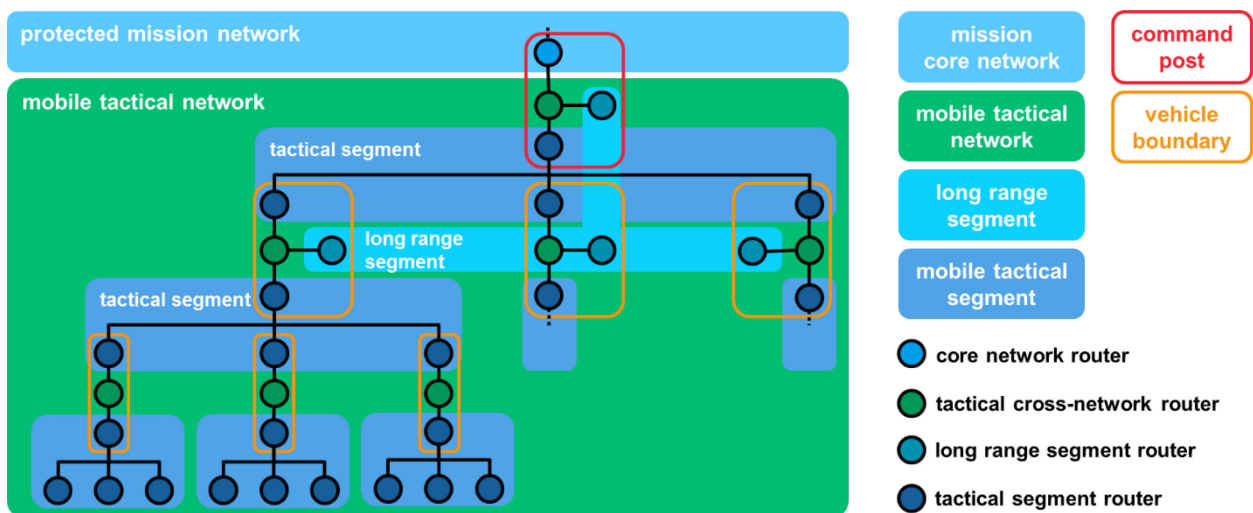 protected mission network
mobile tactical network
tactical segment
long range
segment
tactical segment
mission
core network
command
post
mobile tactical
network
vehicle
boundary
long range
segment
mobile tactical
segment
core network router
tactical cross-network router
long range segment router
tactical segment router